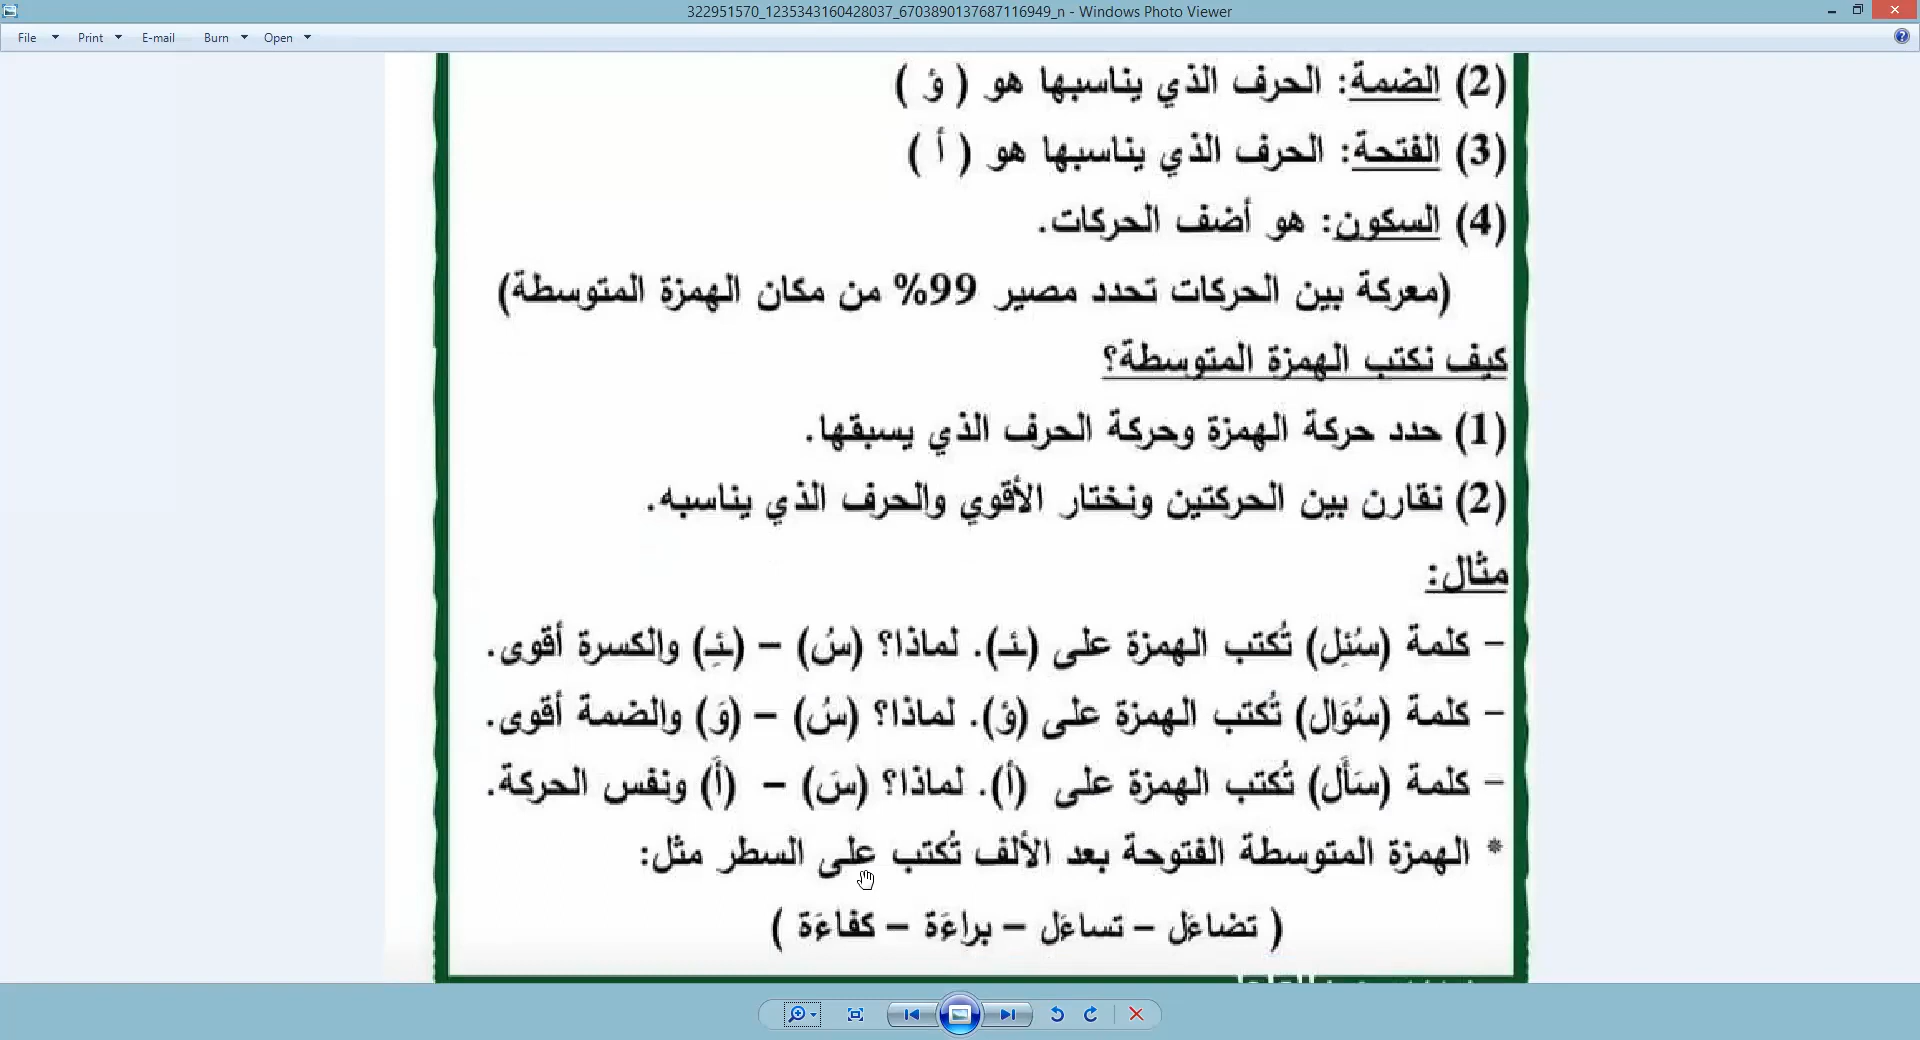 322951570_1235343160428037_6703890137687116949_n - Windows Photo Viewer
File Print E-mail Burn Open
(2) الضمة: الحرف الذي يناسبها هو ( ؤ )
(3) الفتحة: الحرف الذي يناسبها هو ( أ )
(4) السكون: هو أضف الحركات.
(معركة بين الحركات تحدد مصير 99% من مكان الهمزة المتوسطة)
كيف نكتب الهمزة المتوسطة؟
(1) حدد حركة الهمزة وحركة الحرف الذي يسبقها.
(2) نقارن بين الحركتين ونختار الأقوي والحرف الذي يناسبه.
مثال:
– كلمة (سُئِل) تُكتب الهمزة على (ئـ). لماذا؟ (سُ) – (ئِـ) والكسرة أقوى.
– كلمة (سُؤَال) تُكتب الهمزة على (ؤ). لماذا؟ (سُ) – (ؤَ) والضمة أقوى.
– كلمة (سَأَل) تُكتب الهمزة على (أ). لماذا؟ (سَ) – (أَ) ونفس الحركة.
* الهمزة المتوسطة الفتوحة بعد الألف تُكتب على السطر مثل:
( تضاءَل – تساءَل – براءَة – كفاءَة )